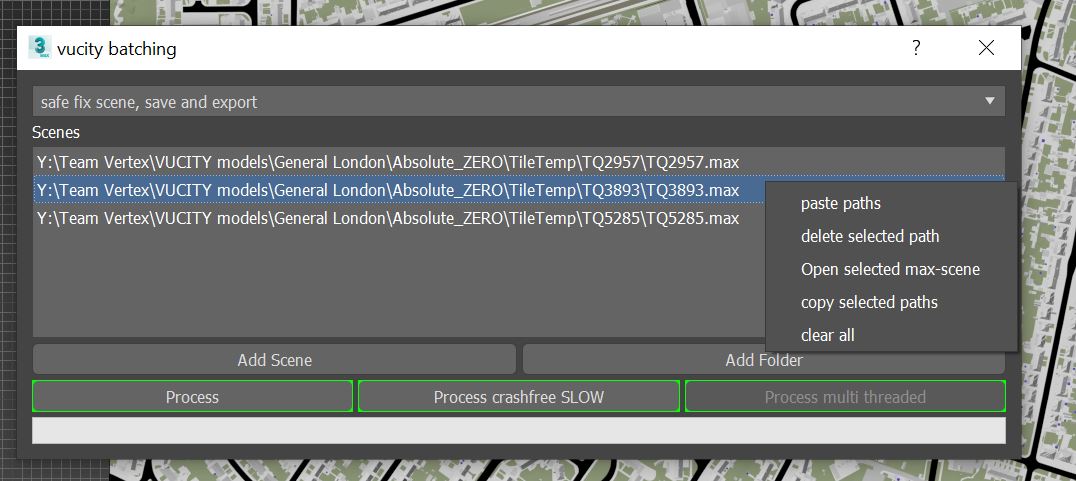 3
MAX
vucity batching
?
safe fix scene, save and export
Scenes
Y:\Team Vertex\VUCITY models\General London\Absolute_ZERO\TileTemp\TQ2957\TQ2957.max
Y:\Team Vertex\VUCITY models\General London\Absolute_ZERO\TileTemp\TQ3893\TQ3893.max
Y:\Team Vertex\VUCITY models\General London\Absolute_ZERO\TileTemp\TQ5285\TQ5285.max
paste paths
delete selected path
Open selected max-scene
copy selected paths
clear all
Add Scene
Add Folder
Process
Process crashfree SLOW
Process multi threaded